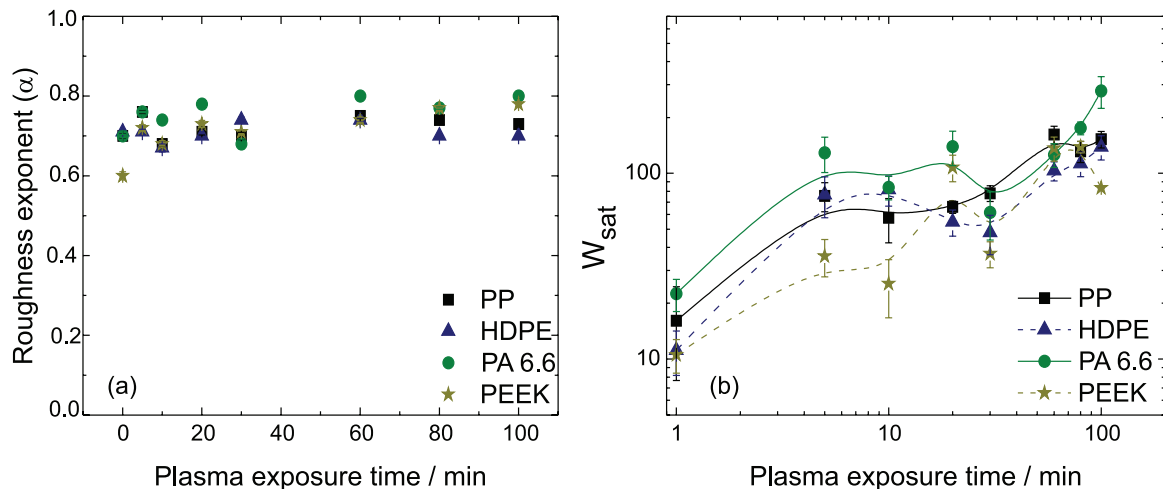 Roughness exponent (α)
1.0
0.8
0.6
0.4
0.2
0.0
PP
HDPE
PA 6.6
PEEK
(a)
0 20 40 60 80 100
Plasma exposure time / min
W_sat
100
10
PP
HDPE
PA 6.6
PEEK
(b)
1 10 100
Plasma exposure time / min